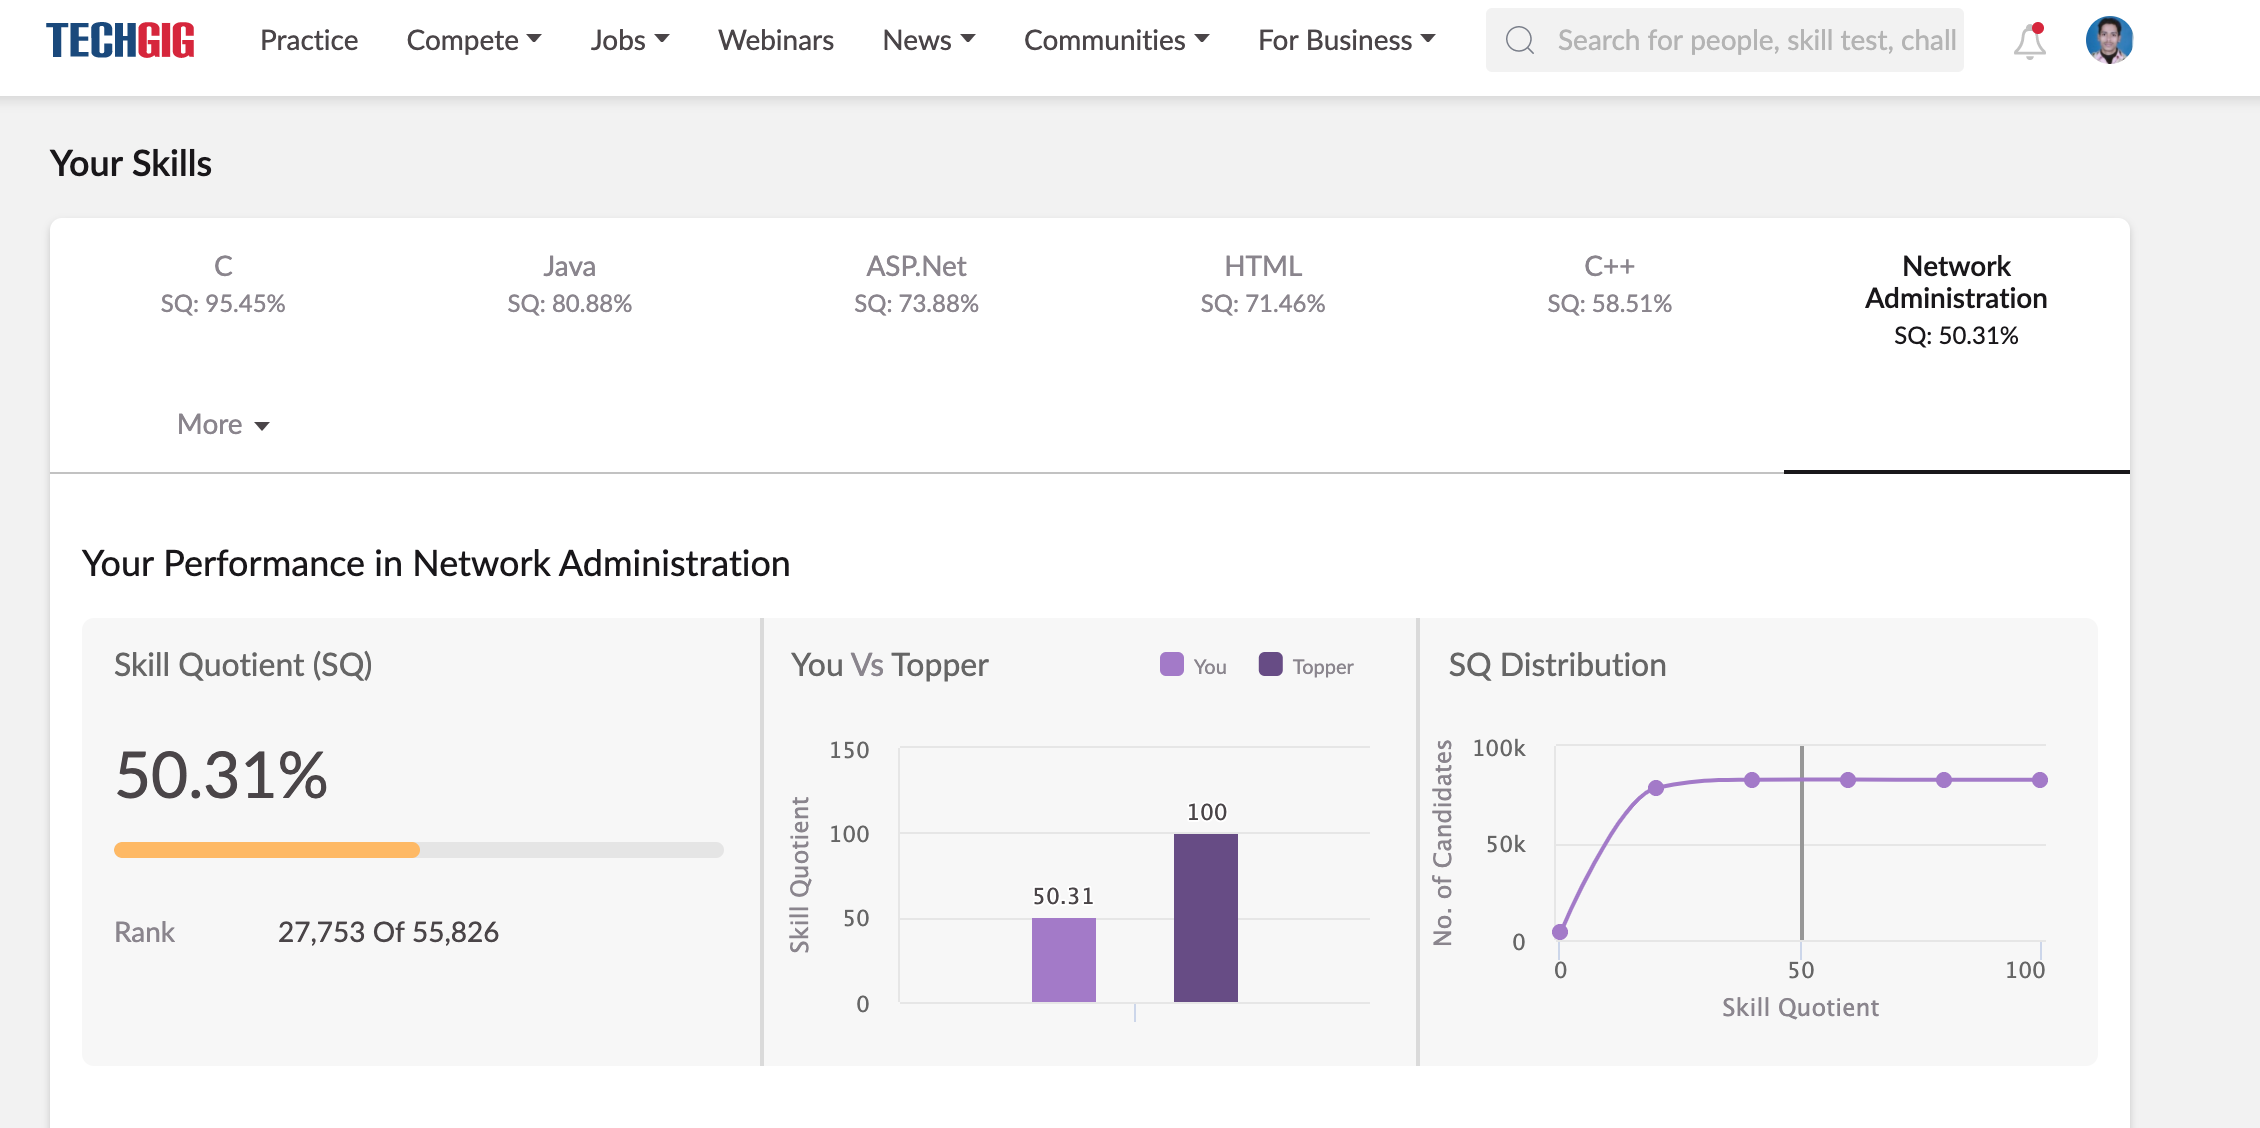 TECHGIG Practice Compete Jobs Webinars News Communities For Business Search for people, skill test, chall
Your Skills
C Java ASP.Net HTML C++ Network
Administration
SQ: 95.45% SQ: 80.88% SQ: 73.88% SQ: 71.46% SQ: 58.51% SQ: 50.31%
More
Your Performance in Network Administration
Skill Quotient (SQ)
50.31%
Rank 27,753 Of 55,826
You Vs Topper You Topper
Skill Quotient
150
100
50
0
50.31
100
SQ Distribution
No. of Candidates
100k
50k
0
0 50 100
Skill Quotient